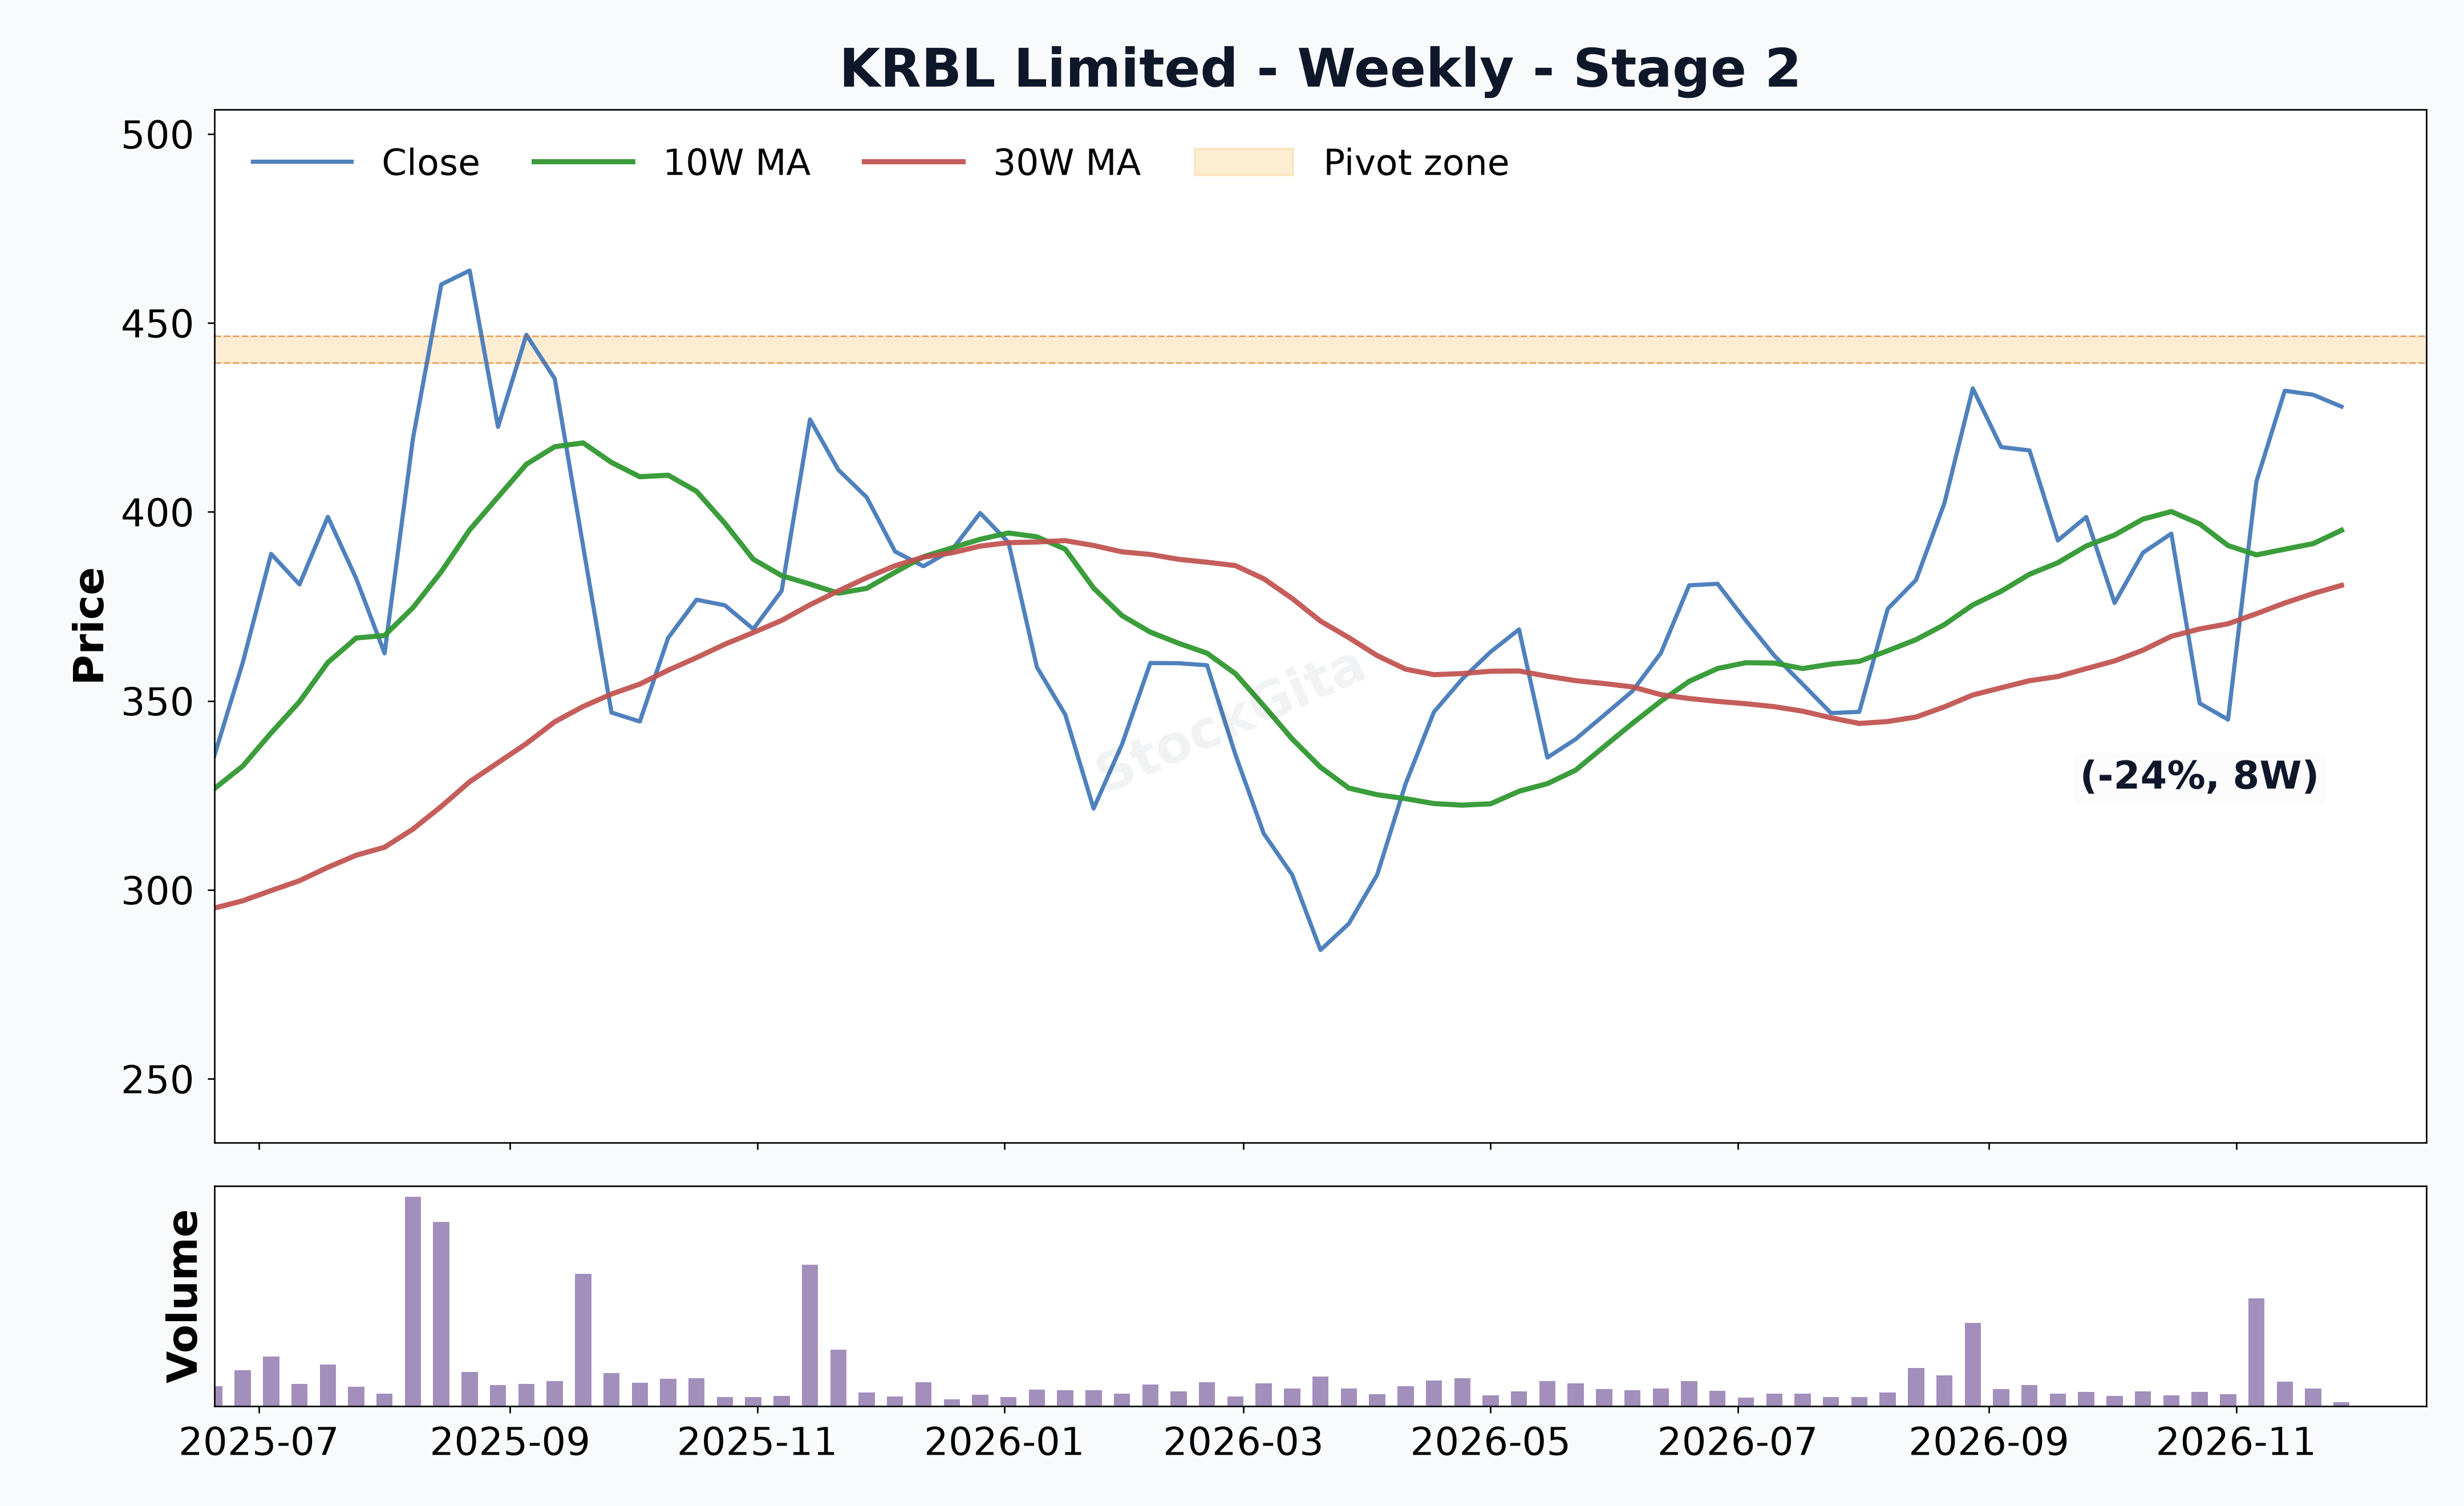 KRBL Limited - Weekly - Stage 2
Close 10W MA 30W MA Pivot zone
Price
500
450
400
350
300
250
StockGita
(-24%, 8W)
Volume
2025-07 2025-09 2025-11 2026-01 2026-03 2026-05 2026-07 2026-09 2026-11